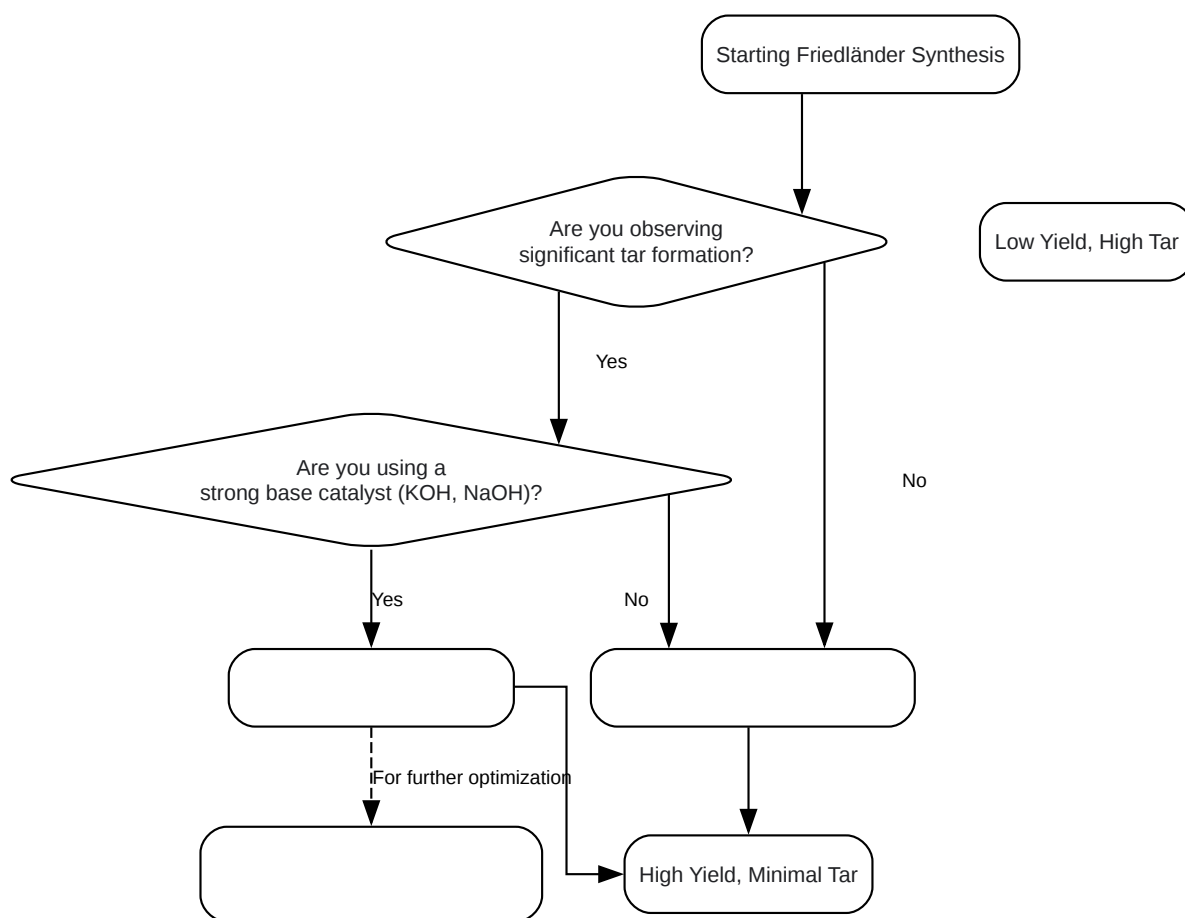 Starting Friedländer Synthesis
Are you observing
significant tar formation?
Low Yield, High Tar
Yes
No
Are you using a
strong base catalyst (KOH, NaOH)?
Yes
No
For further optimization
High Yield, Minimal Tar